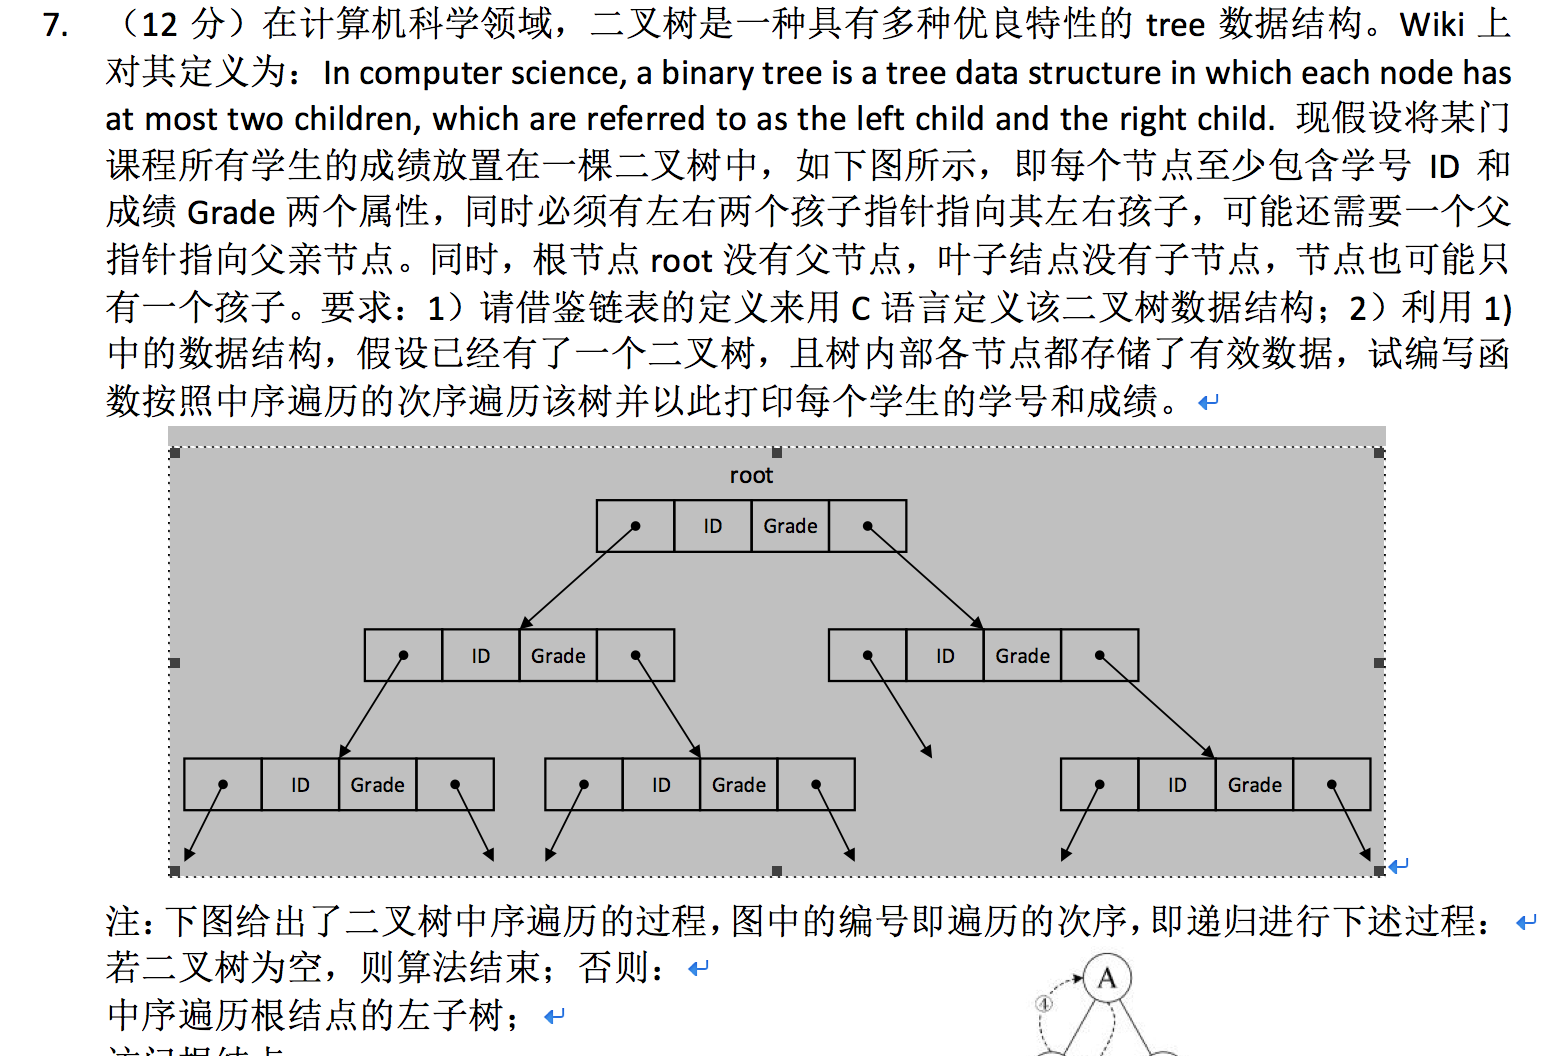 7. （12 分）在计算机科学领域，二叉树是一种具有多种优良特性的 tree 数据结构。Wiki 上
对其定义为：In computer science, a binary tree is a tree data structure in which each node has
at most two children, which are referred to as the left child and the right child. 现假设将某门
课程所有学生的成绩放置在一棵二叉树中，如下图所示，即每个节点至少包含学号 ID 和
成绩 Grade 两个属性，同时必须有左右两个孩子指针指向其左右孩子，可能还需要一个父
指针指向父亲节点。同时，根节点 root 没有父节点，叶子结点没有子节点，节点也可能只
有一个孩子。要求：1）请借鉴链表的定义来用 C 语言定义该二叉树数据结构；2）利用 1)
中的数据结构，假设已经有了一个二叉树，且树内部各节点都存储了有效数据，试编写函
数按照中序遍历的次序遍历该树并以此打印每个学生的学号和成绩。
root
ID Grade
ID Grade ID Grade
ID Grade ID Grade ID Grade
注：下图给出了二叉树中序遍历的过程，图中的编号即遍历的次序，即递归进行下述过程：
若二叉树为空，则算法结束；否则：
A
④
中序遍历根结点的左子树；